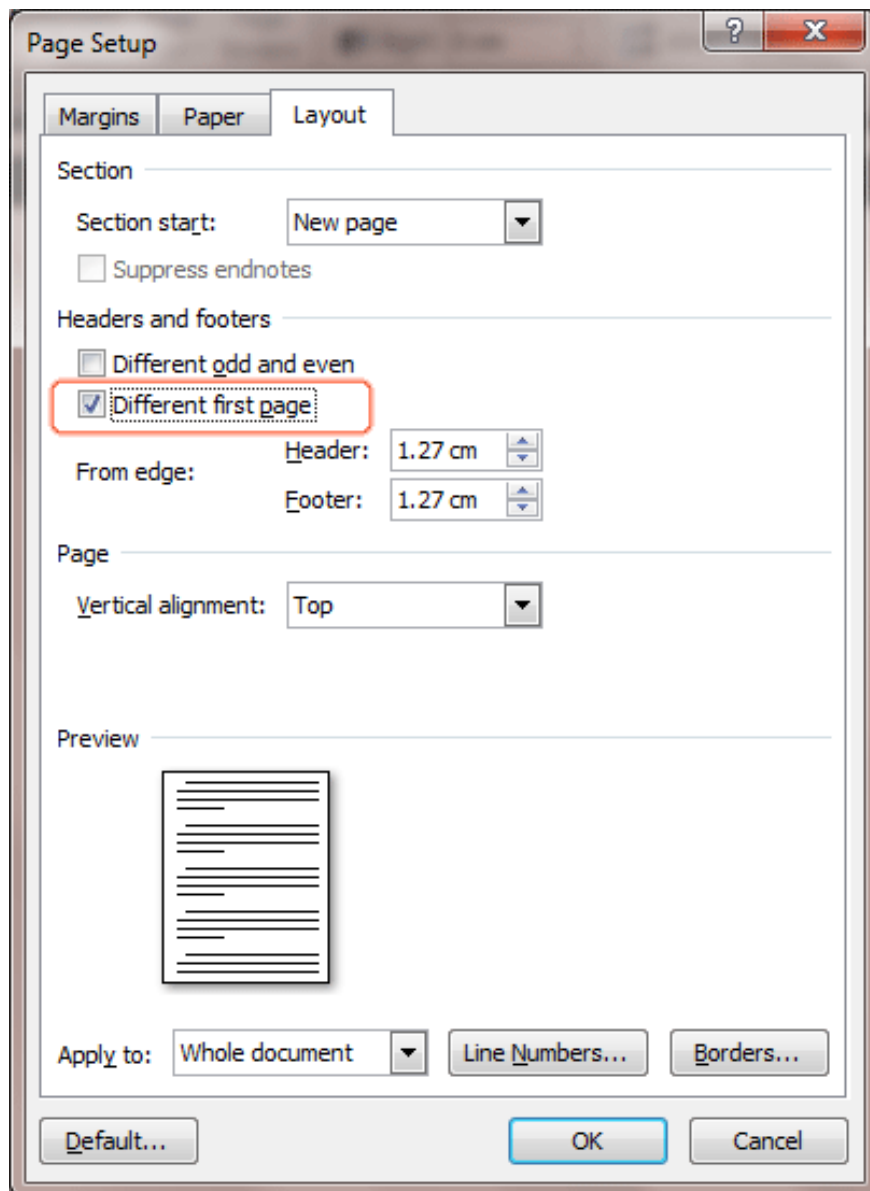 Page Setup
Margins Paper Layout
Section
Section start: New page
Suppress endnotes
Headers and footers
Different odd and even
Different first page
From edge:
Header: 1.27 cm
Footer: 1.27 cm
Page
Vertical alignment: Top
Preview
Apply to: Whole document Line Numbers... Borders...
Default... OK Cancel